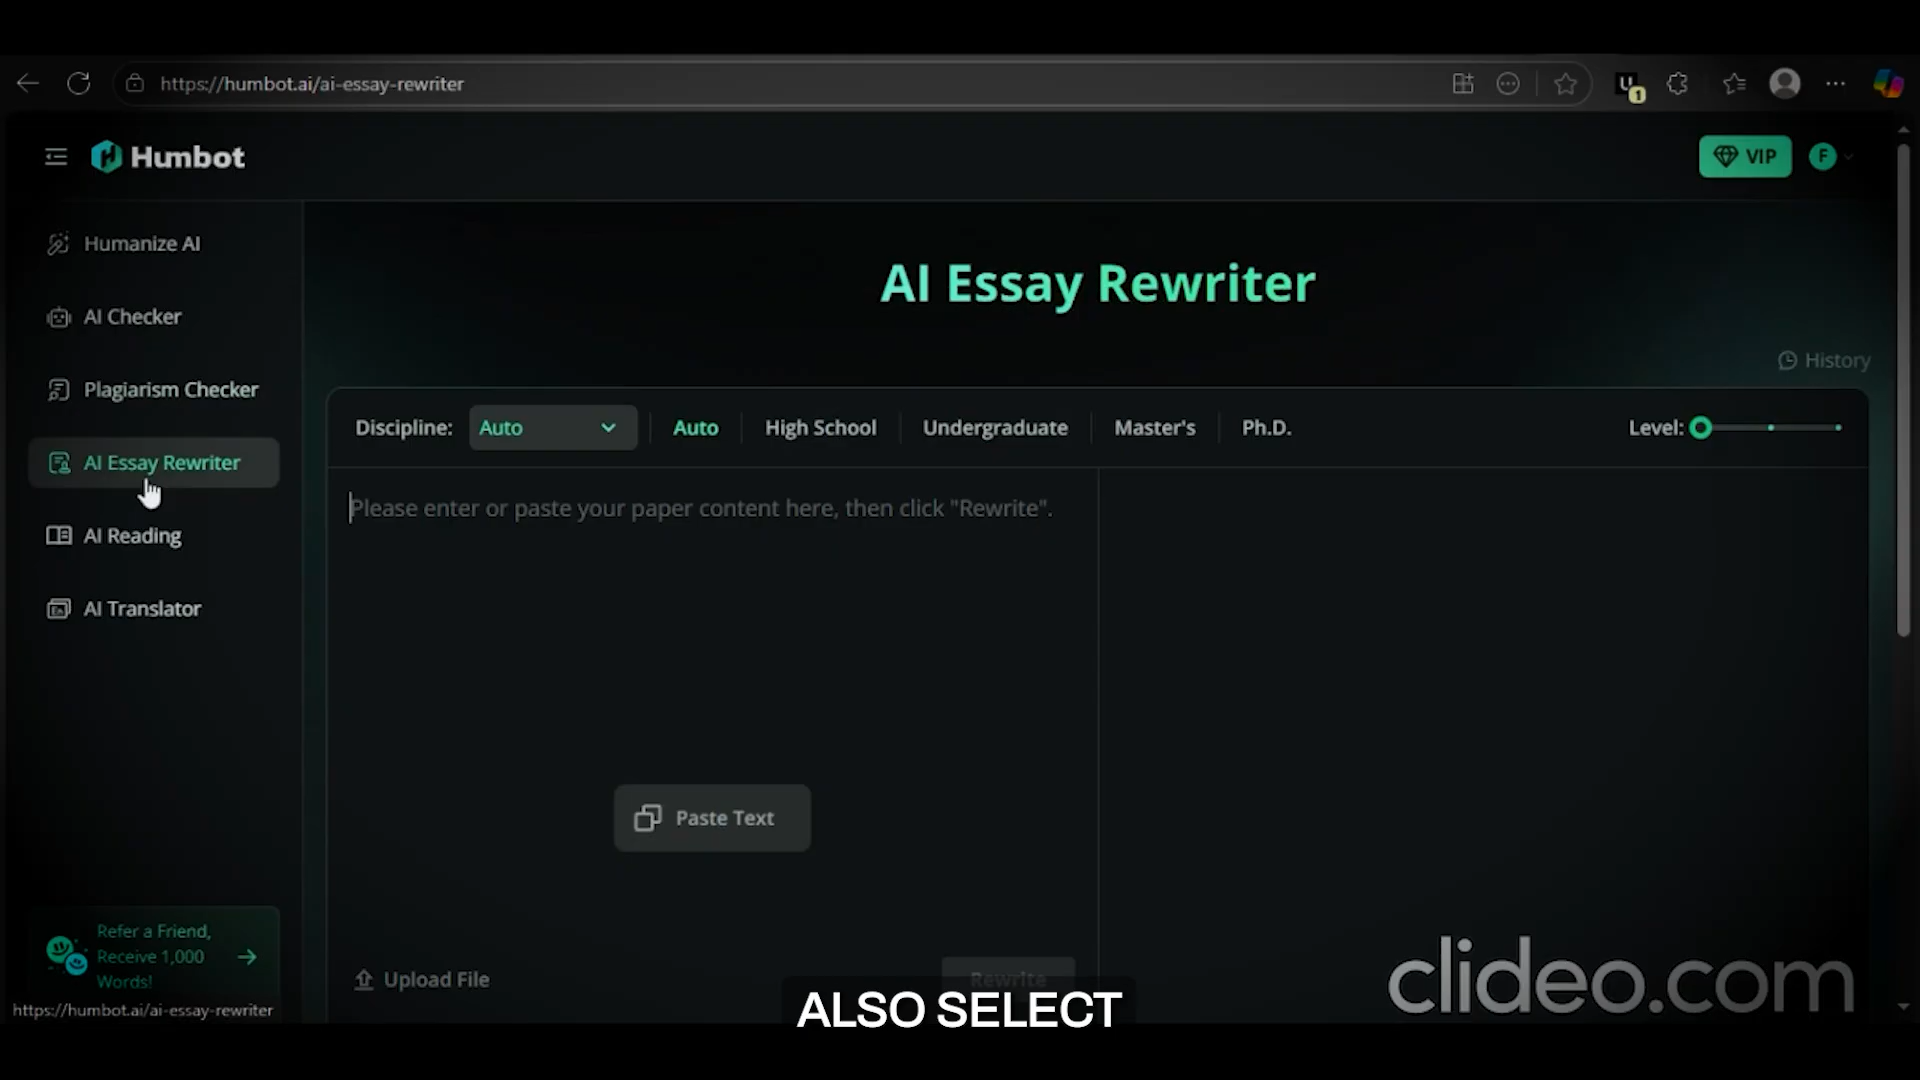 https://humbot.ai/ai-essay-rewriter
1
Humbot
VIP
F
Humanize AI
AI Checker
Plagiarism Checker
AI Essay Rewriter
AI Reading
AI Translator
Refer a Friend,
Receive 1,000
Words!
https://humbot.ai/ai-essay-rewriter
AI Essay Rewriter
History
Discipline: Auto Auto High School Undergraduate Master's Ph.D. Level:
Please enter or paste your paper content here, then click "Rewrite".
Paste Text
Upload File
Rewrite
ALSO SELECT
clideo.com